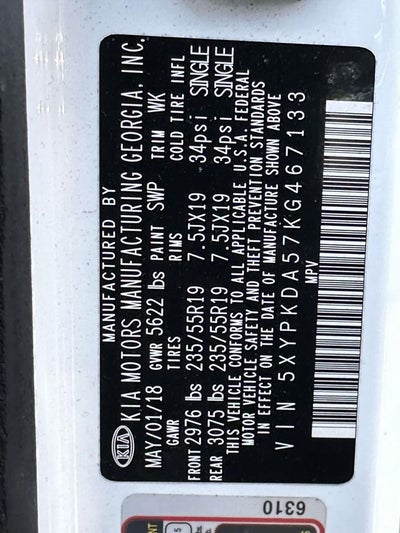 MANUFACTURED BY
KIA KIA MOTORS MANUFACTURING GEORGIA, INC.
MAY/01/18 GVWR 5622 lbs PAINT SWP TRIM WK
GAWR TIRES RIMS COLD TIRE INFL
FRONT 2976 lbs 235/55R19 7.5JX19 34psi SINGLE
REAR 3075 lbs 235/55R19 7.5JX19 34psi SINGLE
THIS VEHICLE CONFORMS TO ALL APPLICABLE U.S.A. FEDERAL
MOTOR VEHICLE SAFETY AND THEFT PREVENTION STANDARDS
IN EFFECT ON THE DATE OF MANUFACTURE SHOWN ABOVE
VIN 5XYPKDA57KG467133
MPV
6310